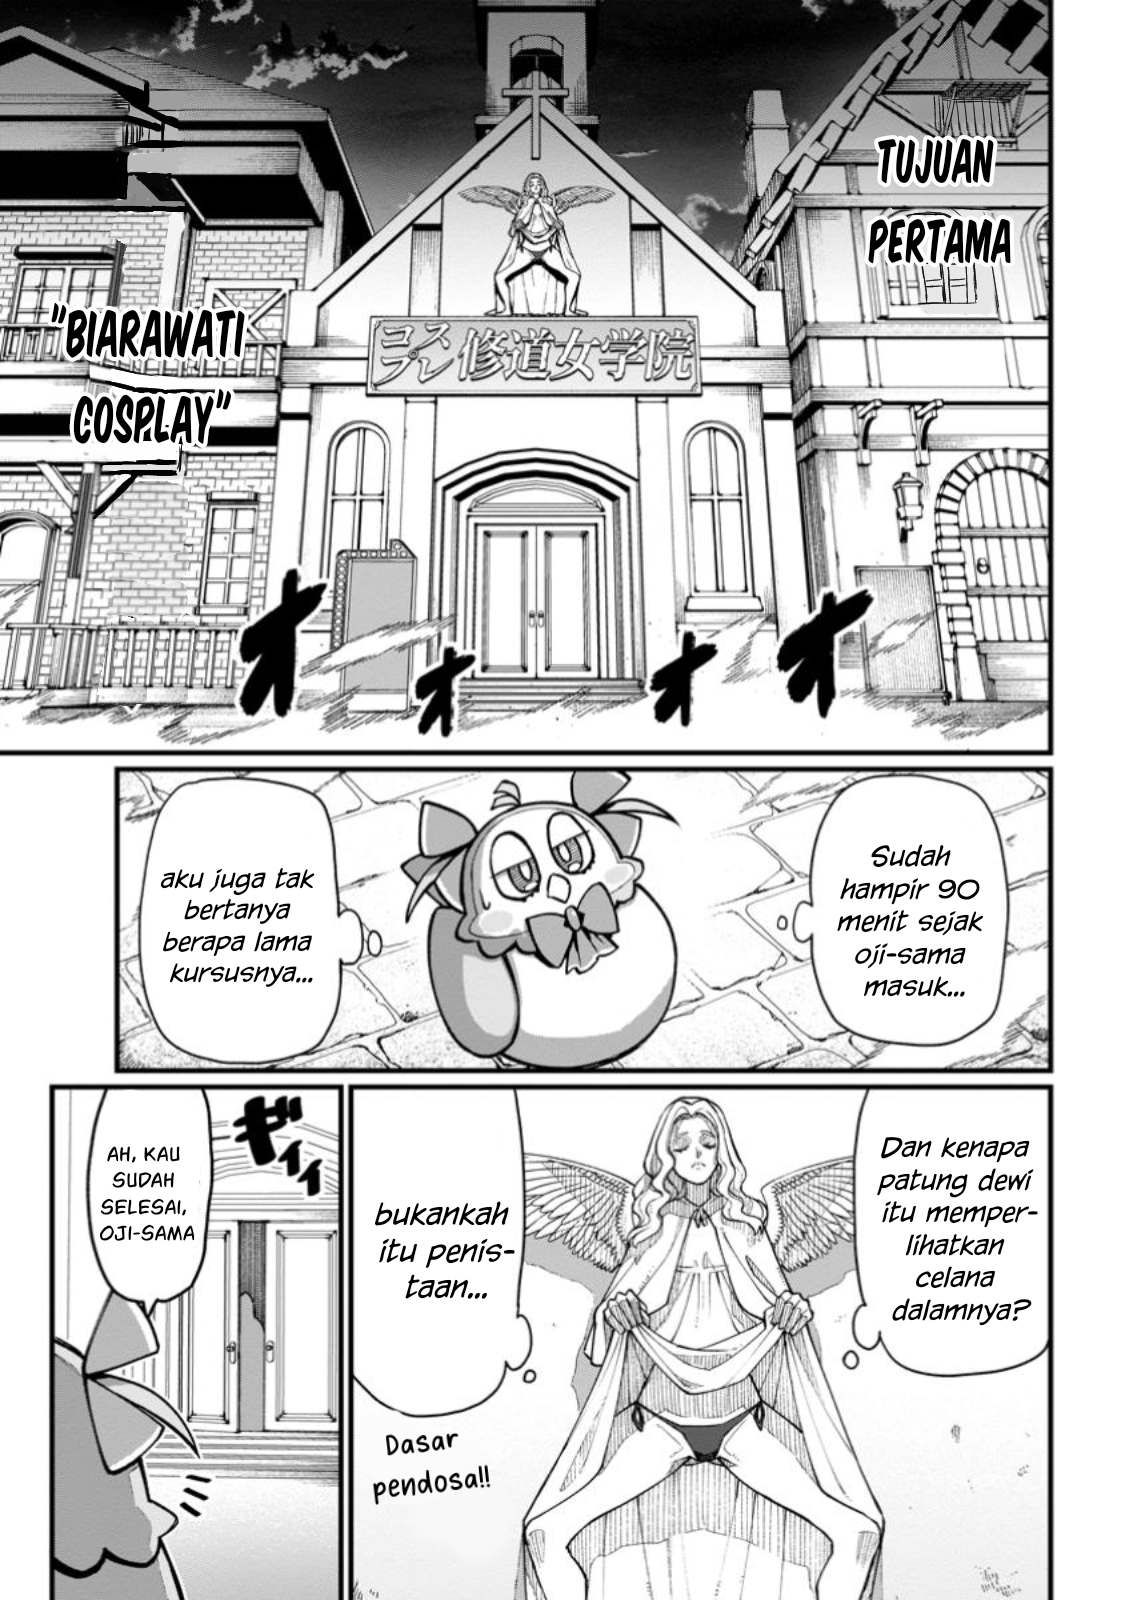 TUJUAN
PERTAMA
"BIARAWATI
COSPLAY"
コスプレ修道女学院
オオオオ
Sudah
hampir 90
menit sejak
oji-sama
masuk...
aku juga tak
bertanya
berapa lama
kursusnya...
Dan kenapa
patung dewi
itu memper-
lihatkan
celana
dalamnya?
bukankah
itu penis-
taan...
Dasar
pendosa!!
ギィィ
AH, KAU
SUDAH
SELESAI,
OJI-SAMA